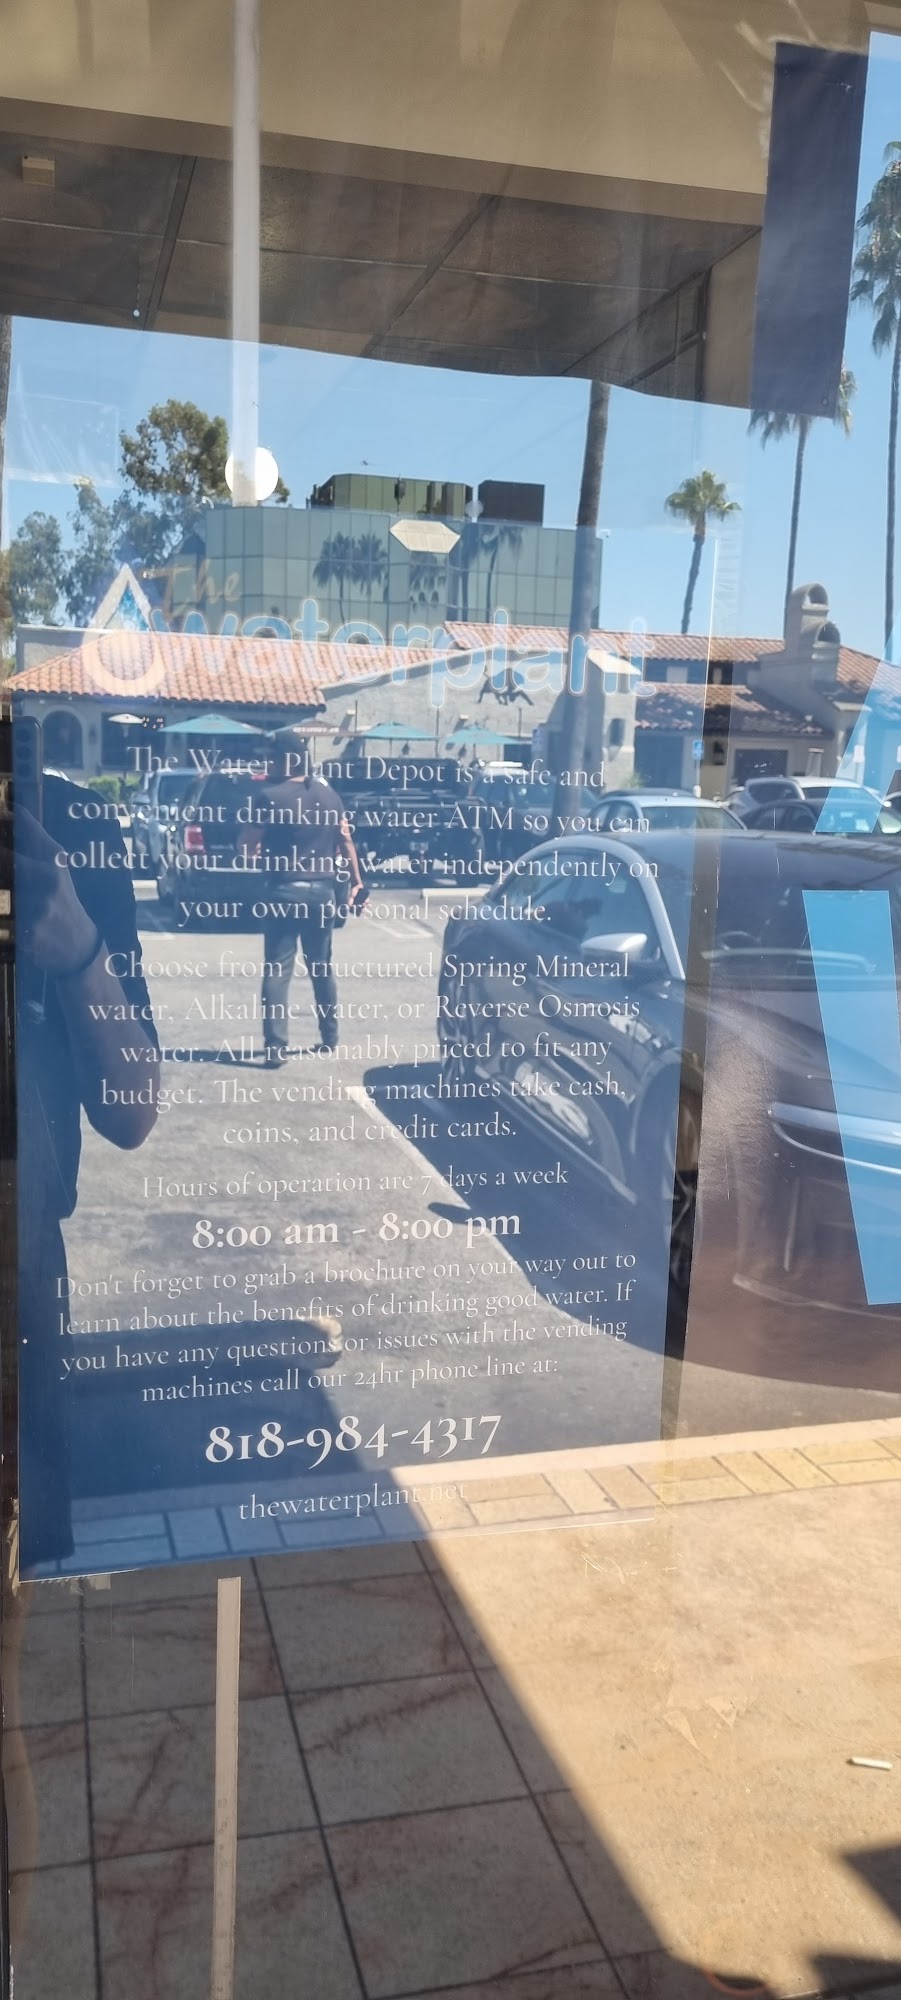 The
waterplant
The Water Plant Depot is a safe and
convenient drinking water ATM so you can
collect your drinking water independently on
your own personal schedule.
Choose from Structured Spring Mineral
water, Alkaline water, or Reverse Osmosis
water. All reasonably priced to fit any
budget. The vending machines take cash,
coins, and credit cards.
Hours of operation are 7 days a week
8:00 am - 8:00 pm
Don't forget to grab a brochure on your way out to
learn about the benefits of drinking good water. If
you have any questions or issues with the vending
machines call our 24hr phone line at:
818-984-4317
thewaterplant.net